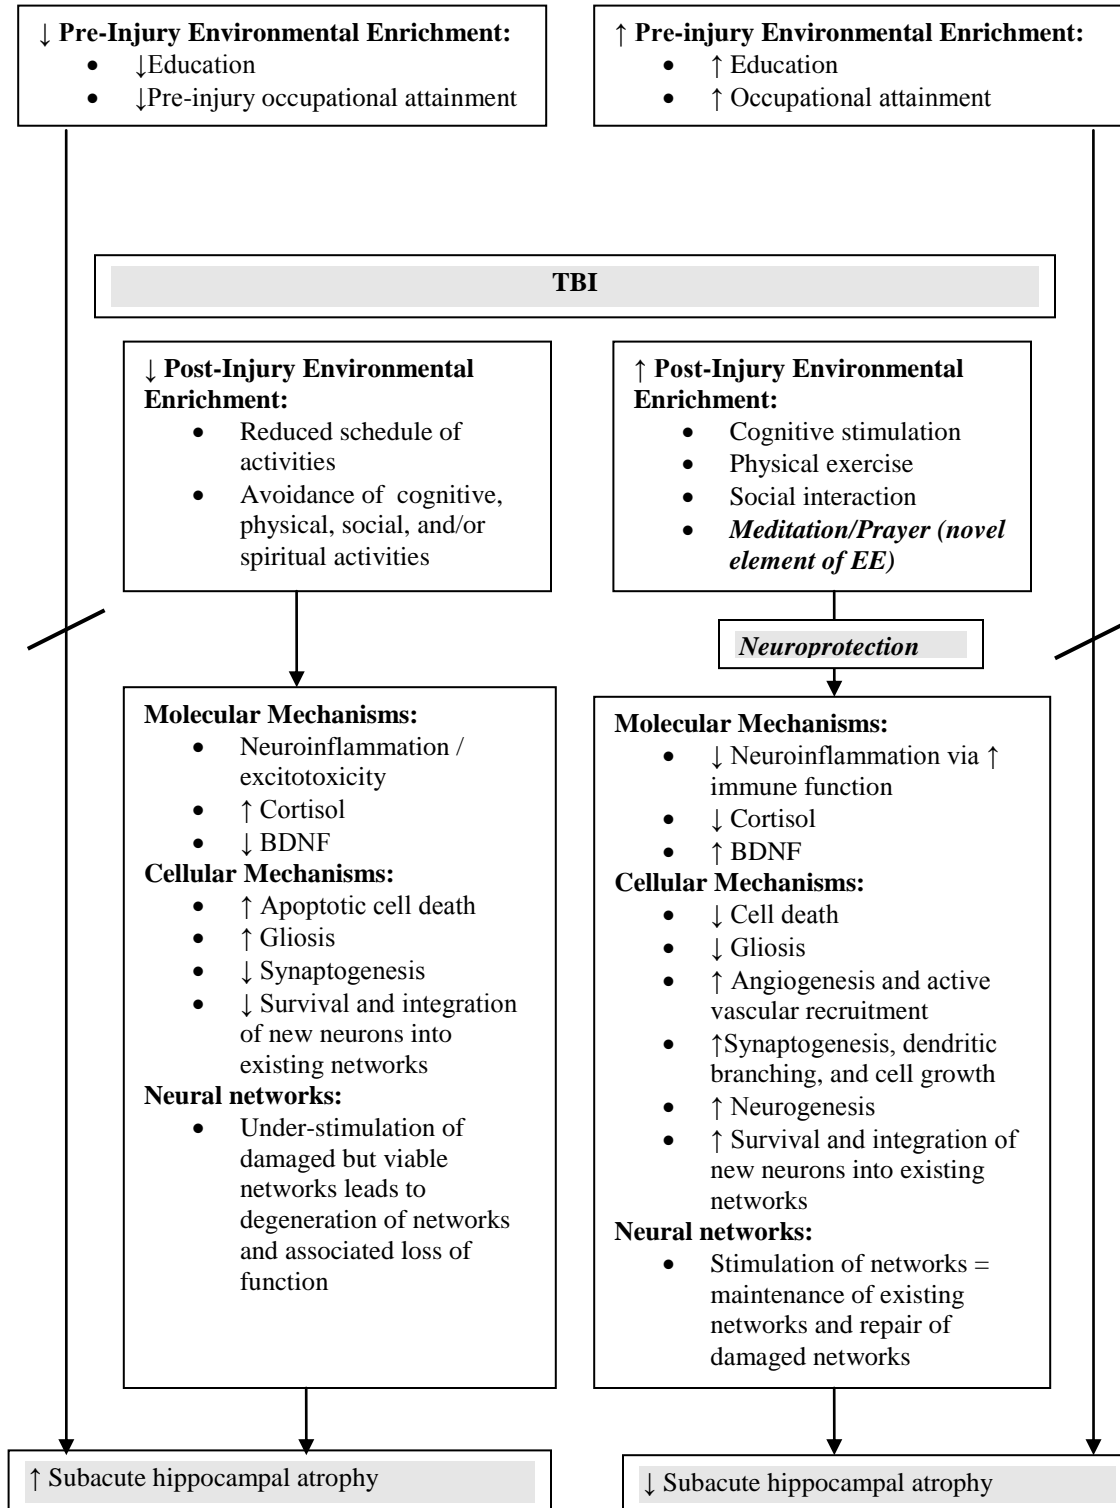 ↓ Pre-Injury Environmental Enrichment:
• ↓Education
• ↓Pre-injury occupational attainment
↑ Pre-injury Environmental Enrichment:
• ↑ Education
• ↑ Occupational attainment
TBI
↓ Post-Injury Environmental
Enrichment:
• Reduced schedule of
activities
• Avoidance of cognitive,
physical, social, and/or
spiritual activities
↑ Post-Injury Environmental
Enrichment:
• Cognitive stimulation
• Physical exercise
• Social interaction
• Meditation/Prayer (novel
element of EE)
Neuroprotection
Molecular Mechanisms:
• Neuroinflammation /
excitotoxicity
• ↑ Cortisol
• ↓ BDNF
Cellular Mechanisms:
• ↑ Apoptotic cell death
• ↑ Gliosis
• ↓ Synaptogenesis
• ↓ Survival and integration
of new neurons into
existing networks
Neural networks:
• Under-stimulation of
damaged but viable
networks leads to
degeneration of networks
and associated loss of
function
Molecular Mechanisms:
• ↓ Neuroinflammation via ↑
immune function
• ↓ Cortisol
• ↑ BDNF
Cellular Mechanisms:
• ↓ Cell death
• ↓ Gliosis
• ↑ Angiogenesis and active
vascular recruitment
• ↑Synaptogenesis, dendritic
branching, and cell growth
• ↑ Neurogenesis
• ↑ Survival and integration of
new neurons into existing
networks
Neural networks:
• Stimulation of networks =
maintenance of existing
networks and repair of
damaged networks
↑ Subacute hippocampal atrophy
↓ Subacute hippocampal atrophy